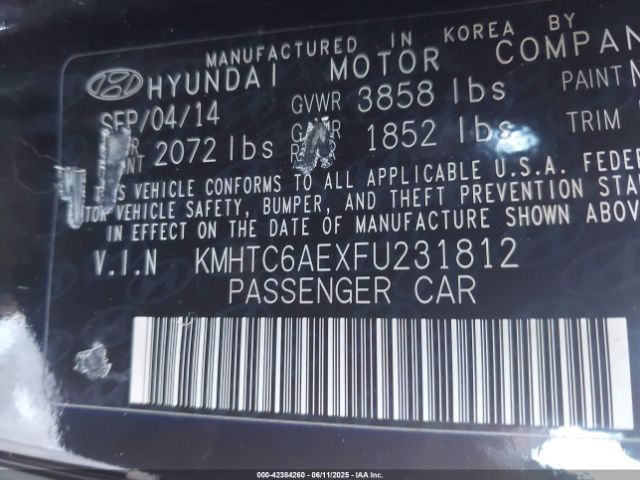 MANUFACTURED IN KOREA BY
HYUNDAI MOTOR COMPAN
SEP/04/14 GVWR 3858 lbs PAINT N
2072 lbs 1852 lbs TRIM
VEHICLE CONFORMS TO ALL APPLICABLE U.S.A. FEDER
VEHICLE SAFETY, BUMPER, AND THEFT PREVENTION STA
IN EFFECT ON THE DATE OF MANUFACTURE SHOWN ABOV
V.I.N KMHTC6AEXFU231812
PASSENGER CAR
000-42384260 - 06/11/2025 - IAA, Inc.